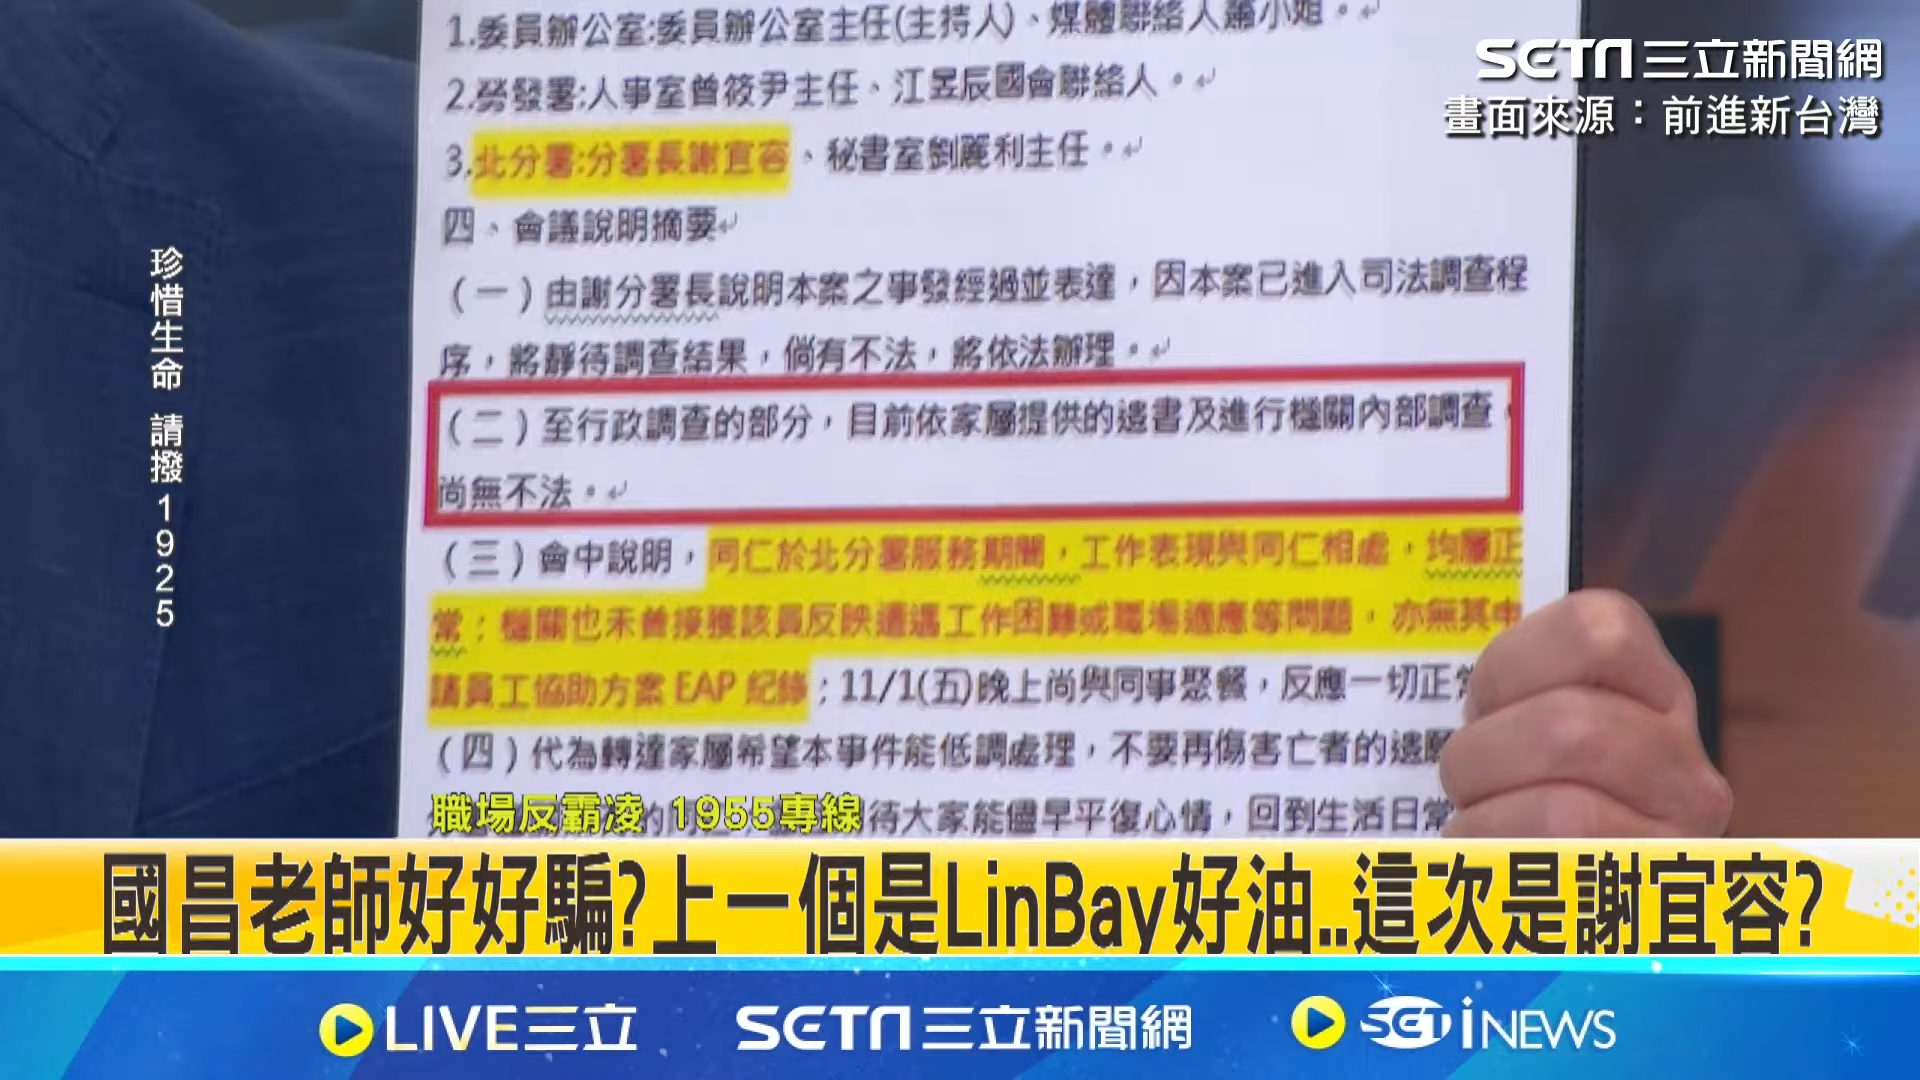 1.委員辦公室:委員辦公室主任(主持人)、媒體聯絡人蕭小姐。
2.勞發署:人事室曾筱尹主任、江昱辰國會聯絡人。
3.北分署:分署長謝宜容、秘書室劉麗利主任。
四、會議說明摘要
(一)由謝分署長說明本案之事發經過並表達,因本案已進入司法調查程
序,將靜待調查結果,倘有不法,將依法辦理。
(二)至行政調查的部分,目前依家屬提供的遺書及進行機關內部調查,
尚無不法。
(三)會中說明,同仁於北分署服務期間,工作表現與同仁相處,均屬正
常;機關也未曾接獲該員反映遭遇工作困難或職場適應等問題,亦無其申
請員工協助方案 EAP 紀錄;11/1(五)晚上尚與同事聚餐,反應一切正常
(四)代為轉達家屬希望本事件能低調處理,不要再傷害亡者的遺願
的 待大家能儘早平復心情,回到生活日常
SETN三立新聞網
畫面來源:前進新台灣
珍惜生命 請撥1925
職場反霸凌 1955專線
國昌老師好好騙?上一個是LinBay好油..這次是謝宜容?
LIVE三立 SETN三立新聞網 SETiNEWS